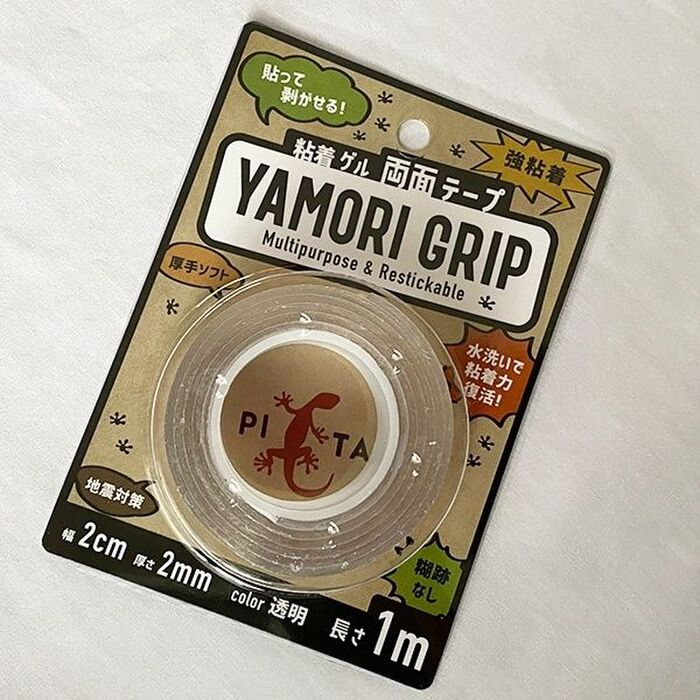 貼って
剥がせる!
強粘着
粘着ゲル 両面テープ
YAMORI GRIP
Multipurpose & Restickable
厚手ソフト
水洗いで
粘着力
復活!
PITA
地震対策
糊跡
なし
幅 2cm 厚さ 2mm color 透明 長さ 1m